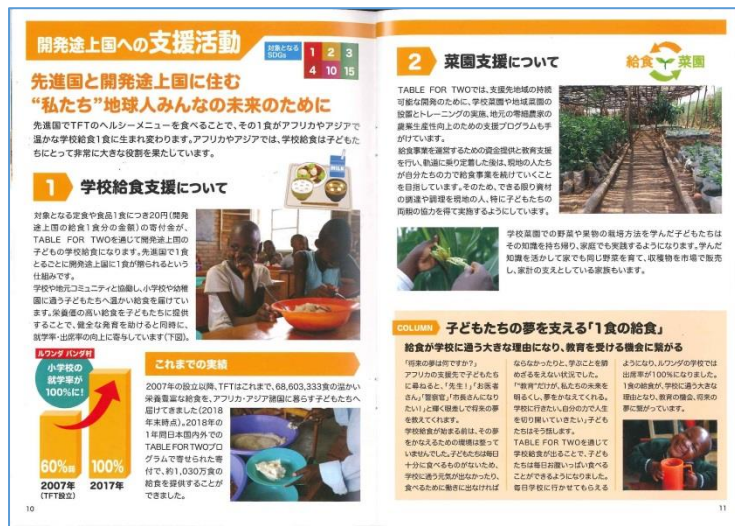 開発途上国への支援活動
対象となる
SDGs
1 2 3
4 10 15
先進国と開発途上国に住む
“私たち”地球人みんなの未来のために
先進国でTFTのヘルシーメニューを食べることで、その1食がアフリカやアジアで
温かな学校給食1食に生まれ変わります。アフリカやアジアでは、学校給食は子どもた
ちにとって非常に大きな役割を果たしています。
1 学校給食支援について
MILK
対象となる定食や食品1食につき20円(開発
途上国の給食1食分の金額)の寄付金が、
TABLE FOR TWOを通じて開発途上国の
子どもの学校給食になります。先進国で1食
とるごとに開発途上国に1食が贈られるという
仕組みです。
学校や地元コミュニティと協働し、小学校や幼稚
園に通う子どもたちへ温かい給食を届けてい
ます。栄養価の高い給食を子どもたちに提供
することで、健全な発育を助けると同時に、
就学率・出席率の向上に寄与しています(下図)。
ルワンダ バンダ村
小学校の
就学率が
100%に!
60%弱
100%
2007年
(TFT設立)
2017年
これまでの実績
2007年の設立以降、TFTはこれまで、68,603,333食の温かい
栄養豊富な給食を、アフリカ・アジア諸国に暮らす子どもたちへ
届けてきました(2018
年末時点)。2018年の
1年間日本国内外での
TABLE FOR TWOプロ
グラムで寄せられた寄
付で、約1,030万食の
給食を提供することが
できました。
10
2 菜園支援について
給食 菜園
TABLE FOR TWOでは、支援先地域の持続
可能な開発のために、学校菜園や地域菜園の
設置とトレーニングの実施、地元の零細農家の
農業生産性向上のための支援プログラムも手
がけています。
給食事業を運営するための資金提供と教育支援
を行い、軌道に乗り定着した後は、現地の人たち
が自分たちの力で給食事業を続けていくこと
を目指しています。そのため、できる限り資材
の調達や調理を現地の人、特に子どもたちの
両親の協力を得て実施するようにしています。
学校菜園での野菜や果物の栽培方法を学んだ子どもたちは
その知識を持ち帰り、家庭でも実践するようになります。学んだ
知識を活かして家でも同じ野菜を育て、収穫物を市場で販売
し、家計の支えとしている家族もいます。
COLUMN 子どもたちの夢を支える「1食の給食」
給食が学校に通う大きな理由になり、教育を受ける機会に繋がる
「将来の夢は何ですか?」
アフリカの支援先で子どもたち
に尋ねると、「先生!」「お医者
さん」「警察官」「市長さんになり
たい!」と輝く眼差しで将来の夢
を教えてくれます。
学校給食が始まる前は、その夢
をかなえるための環境は整って
いませんでした。子どもたちは毎日
十分に食べるものがないため、
学校に通う元気が出なかったり、
食べるために働きに出なければ
ならなかったりと、学ぶことを諦
めざるをえない状況でした。
「“教育”だけが、私たちの未来を
明るくし、夢をかなえてくれる。
学校に行きたい。自分の力で人生
を切り開いていきたい」子どもた
ちはそう話します。
TABLE FOR TWOを通じて
学校給食が出ることで、子どもた
ちは毎日お腹いっぱい食べる
ことができるようになりました。
毎日学校に行かせてもらえる
ようになり、ルワンダの学校では
出席率が100%になりました。
1食の給食が、学校に通う大きな
理由となり、教育の機会、将来の
夢に繋がっています。
11